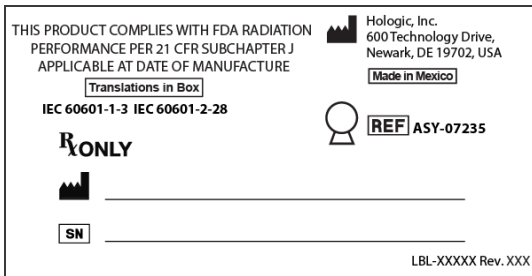 THIS PRODUCT COMPLIES WITH FDA RADIATION
PERFORMANCE PER 21 CFR SUBCHAPTER J
APPLICABLE AT DATE OF MANUFACTURE
Translations in Box
IEC 60601-1-3 IEC 60601-2-28
Rx ONLY
SN
Hologic, Inc.
600 Technology Drive,
Newark, DE 19702, USA
Made in Mexico
REF ASY-07235
LBL-XXXXX Rev. XXX